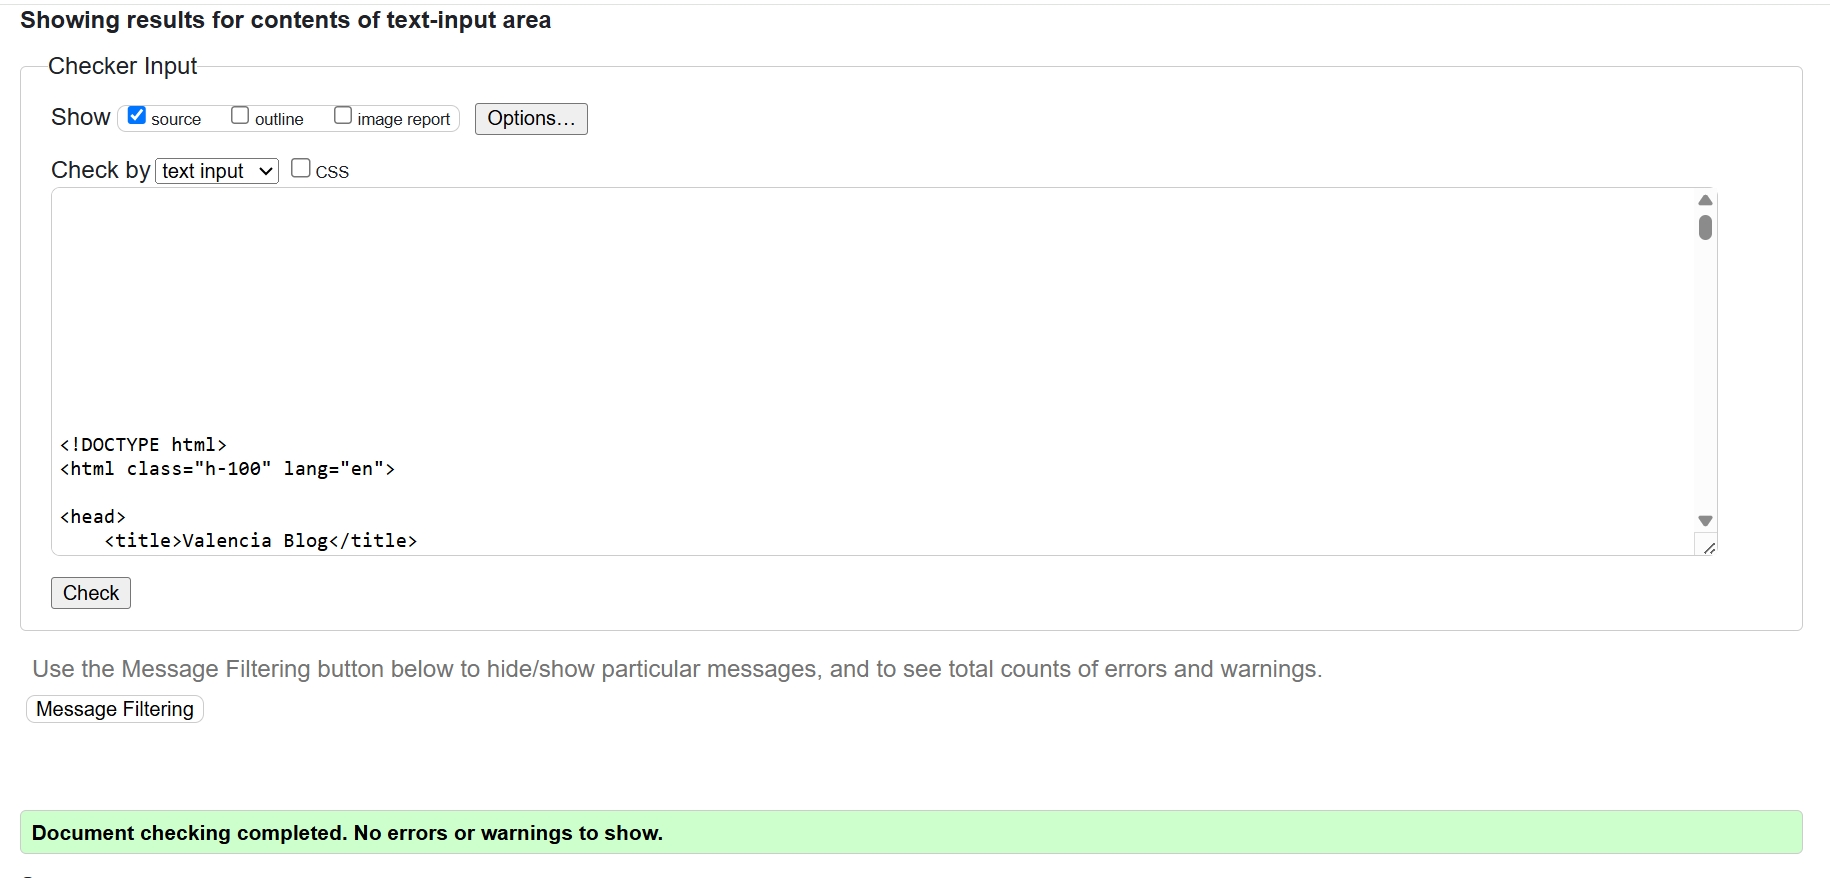 Showing results for contents of text-input area
Checker Input
Show source outline image report Options...
Check by text input CSS
<!DOCTYPE html>
<html class="h-100" lang="en">
<head>
<title>Valencia Blog</title>
Check
Use the Message Filtering button below to hide/show particular messages, and to see total counts of errors and warnings.
Message Filtering
Document checking completed. No errors or warnings to show.